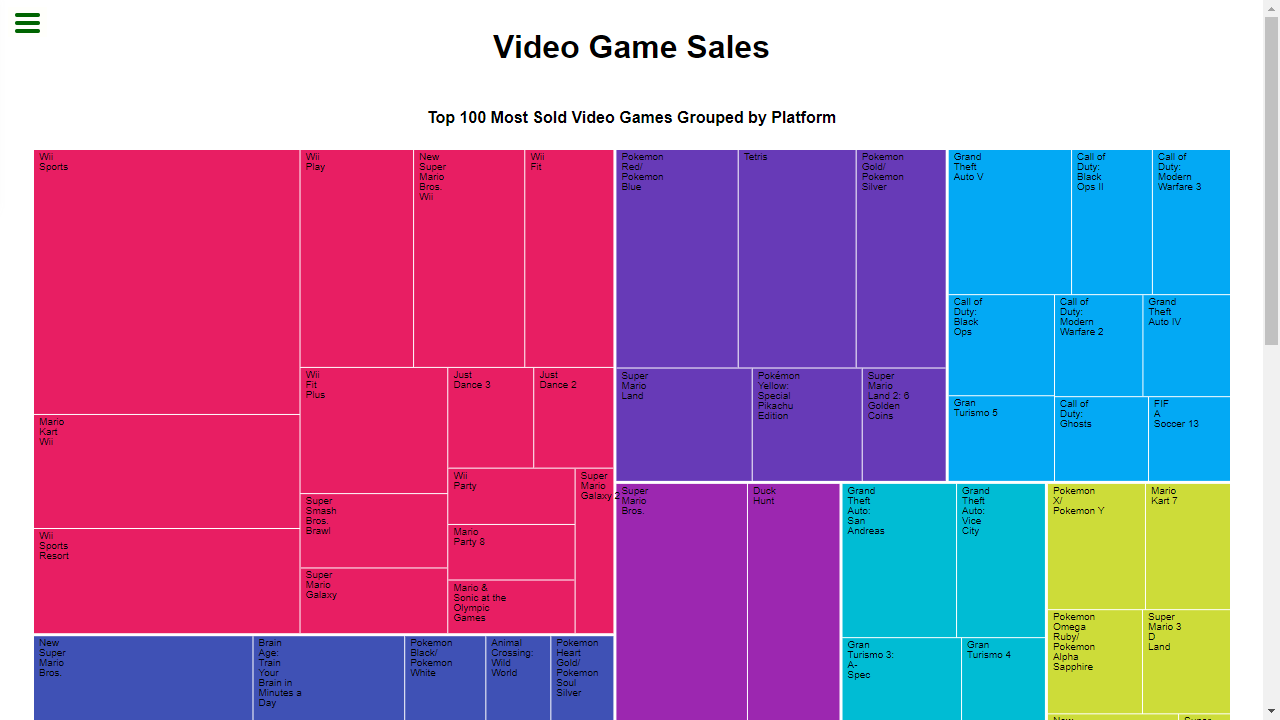 Video Game Sales
Top 100 Most Sold Video Games Grouped by Platform
Wii
Sports
Wii
Play
New
Super
Mario
Bros.
Wii
Wii
Fit
Mario
Kart
Wii
Wii
Sports
Resort
Wii
Fit
Plus
Just
Dance 3
Just
Dance 2
Super
Smash
Bros.
Brawl
Super
Mario
Galaxy
Wii
Party
Mario
Party 8
Mario &
Sonic at the
Olympic
Games
Super
Mario
Galaxy 2
Pokemon
Red/
Pokemon
Blue
Tetris
Pokemon
Gold/
Pokemon
Silver
Super
Mario
Land
Pokémon
Yellow:
Special
Pikachu
Edition
Super
Mario
Land 2: 6
Golden
Coins
Grand
Theft
Auto V
Call of
Duty:
Black
Ops II
Call of
Duty:
Modern
Warfare 3
Call of
Duty:
Black
Ops
Call of
Duty:
Modern
Warfare 2
Grand
Theft
Auto IV
Gran
Turismo 5
Call of
Duty:
Ghosts
FIF
A
Soccer 13
New
Super
Mario
Bros.
Brain
Age:
Train
Your
Brain in
Minutes a
Day
Pokemon
Black/
Pokemon
White
Animal
Crossing:
Wild
World
Pokemon
Heart
Gold/
Pokemon
Soul
Silver
Super
Mario
Bros.
Duck
Hunt
Grand
Theft
Auto:
San
Andreas
Grand
Theft
Auto:
Vice
City
Gran
Turismo 3:
A-
Spec
Gran
Turismo 4
Pokemon
X/
Pokemon Y
Mario
Kart 7
Pokemon
Omega
Ruby/
Pokemon
Alpha
Sapphire
Super
Mario 3
D
Land